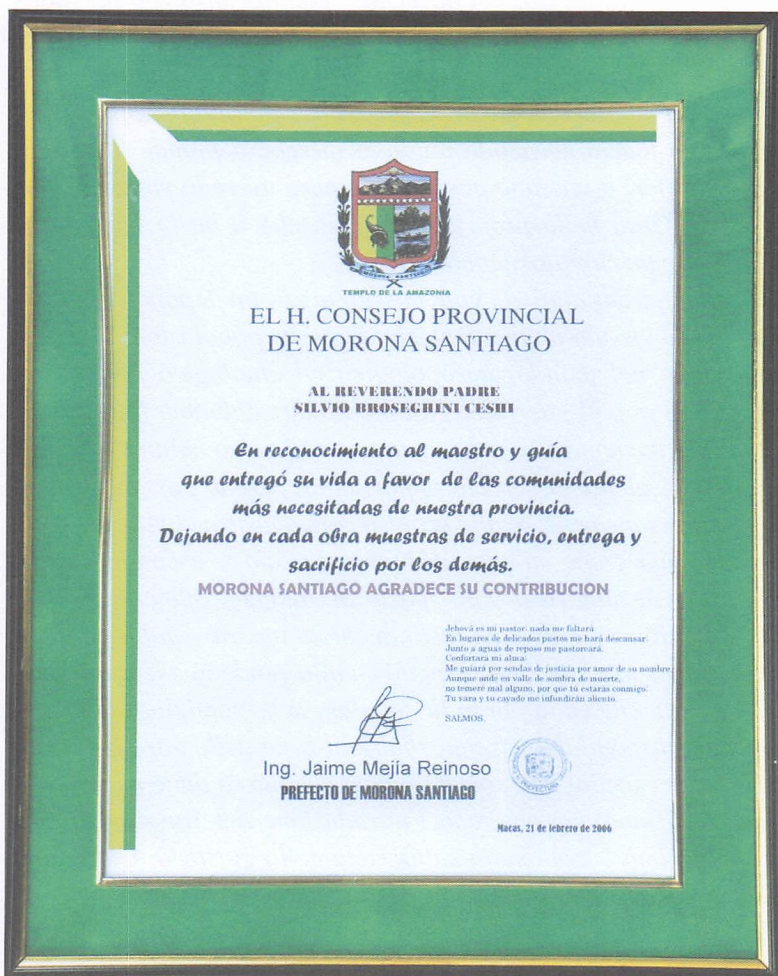 TEMPLO DE LA AMAZONIA
EL H. CONSEJO PROVINCIAL
DE MORONA SANTIAGO
AL REVERENDO PADRE
SILVIO BROSEGHINI CESHI
En reconocimiento al maestro y guía
que entregó su vida a favor de las comunidades
más necesitadas de nuestra provincia.
Dejando en cada obra muestras de servicio, entrega y
sacrificio por los demás.
MORONA SANTIAGO AGRADECE SU CONTRIBUCION
Jehová es mi pastor: nada me faltará
En lugares de delicados pastos me hará descansar:
Junto a aguas de reposo me pastoreará.
Confortará mi alma:
Me guiará por sendas de justicia por amor de su nombre,
Aunque ande en valle de sombra de muerte,
no temeré mal alguno, por que tú estarás conmigo:
Tu vara y tu cayado me infundirán aliento.
SALMOS.
Ing. Jaime Mejía Reinoso
PREFECTO DE MORONA SANTIAGO
PREFECTURA
Macas, 21 de febrero de 2006